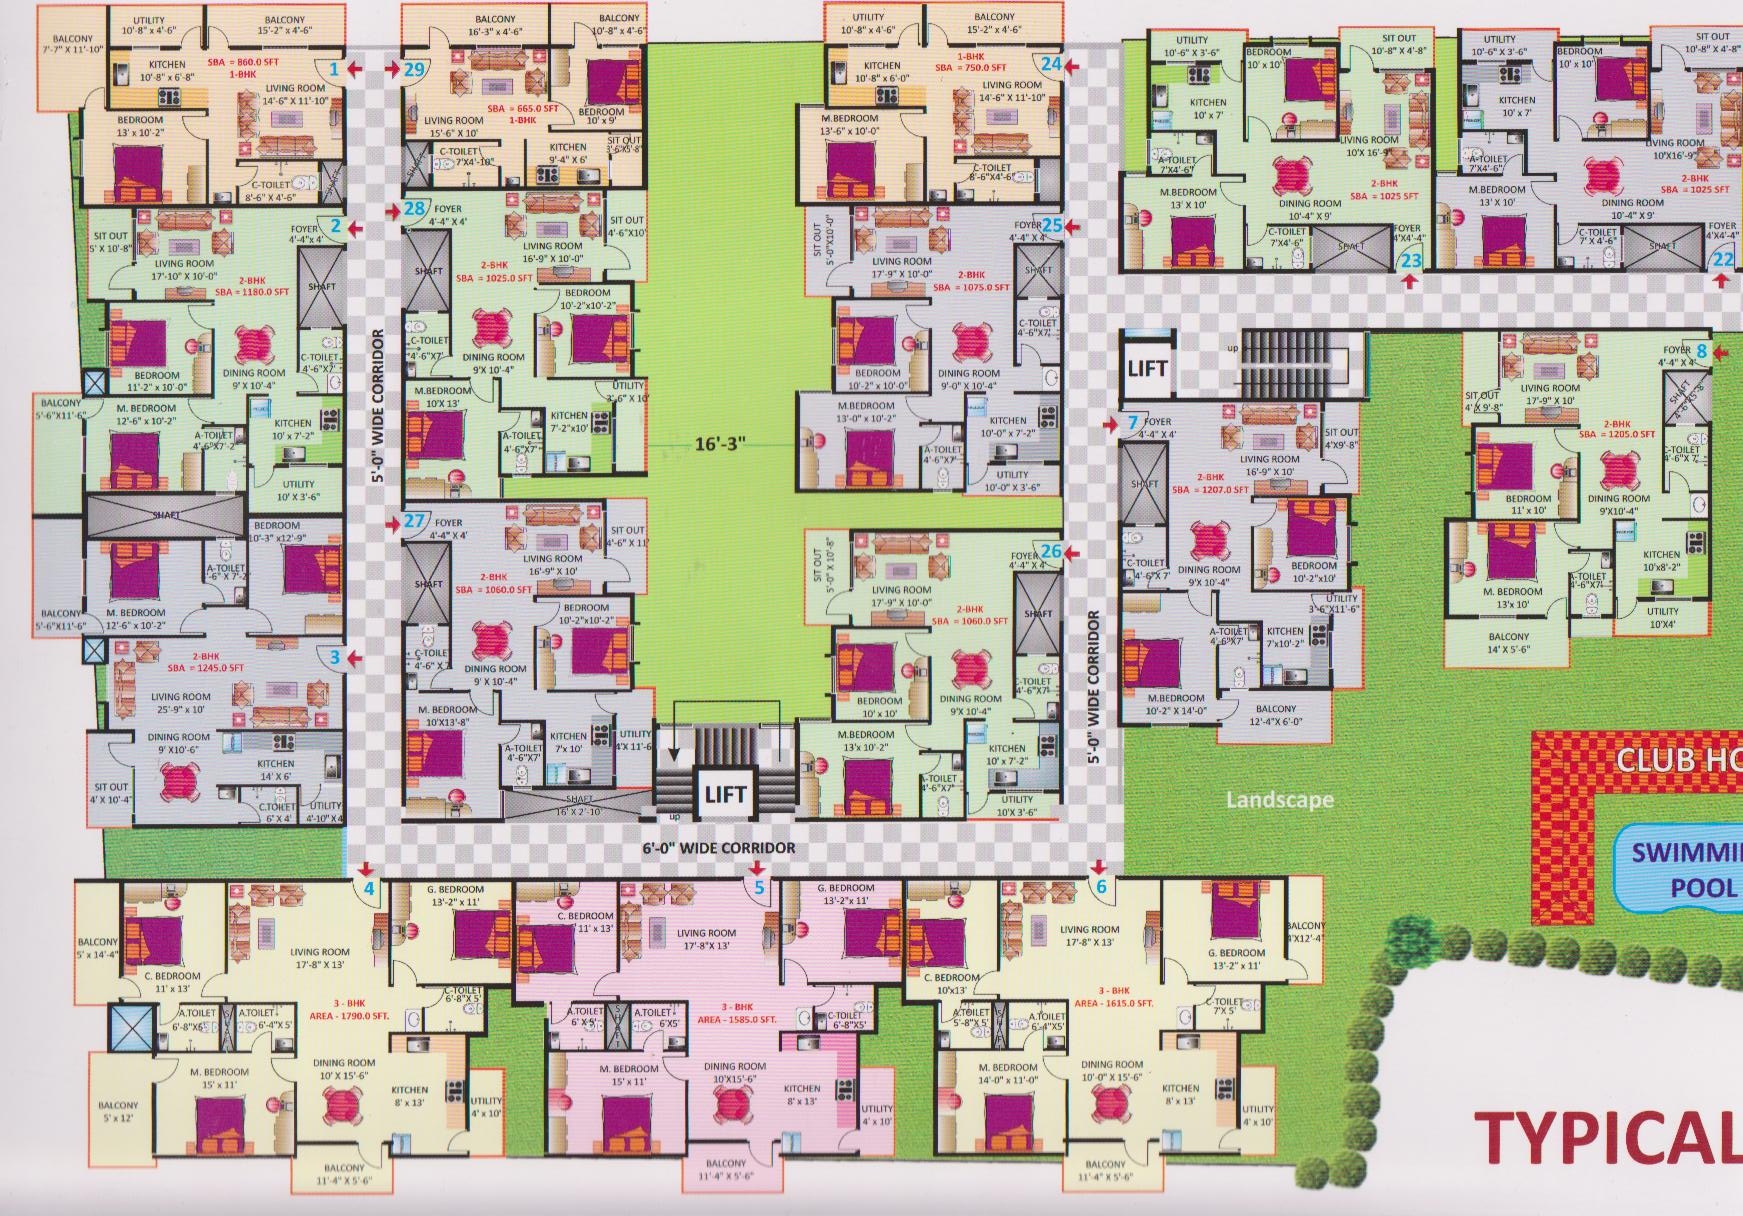 BALCONY
7'-7" X 11'-10"
UTILITY
10'-8" x 4'-6"
BALCONY
15'-2" x 4'-6"
KITCHEN
10'-8" x 6'-8"
SBA = 860.0 SFT
1-BHK
1
LIVING ROOM
14'-6" X 11'-10"
BEDROOM
13' x 10'-2"
C-TOILET
8'-6" X 4'-6"
SHAFT
2
FOYER
4'-4"x 4'
SIT OUT
5' X 10'-8"
LIVING ROOM
17'-10" X 10'-0"
2-BHK
SBA = 1180.0 SFT
SHAFT
BEDROOM
11'-2" x 10'-0"
DINING ROOM
9' X 10'-4"
C-TOILET
4'-6"X7'
BALCONY
5'-6"X11'-6"
M. BEDROOM
12'-6" x 10'-2"
A-TOILET
4'-6"X7'-2"
KITCHEN
10' x 7'-2"
UTILITY
10' X 3'-6"
SHAFT
BEDROOM
10'-3" x12'-9"
A-TOILET
BALCONY
5'-6"X11'-6"
M. BEDROOM
12'-6" x 10'-2"
2-BHK
SBA = 1245.0 SFT
3
LIVING ROOM
25'-9" x 10'
DINING ROOM
9' X10'-6"
KITCHEN
14' X 6'
SIT OUT
4' X 10'-4"
C.TOILET
6' X 4'
UTILITY
4'-10" X4'
5'-0" WIDE CORRIDOR
29
BALCONY
16'-3" x 4'-6"
BALCONY
10'-8" x 4'-6"
SBA = 665.0 SFT
1-BHK
LIVING ROOM
15'-6" X 10'
BEDROOM
10' x 9'
C-TOILET
7'X4'-10"
KITCHEN
9'-4" X 6'
SIT OUT
SHAFT
28
FOYER
4'-4" X 4'
SIT OUT
4'-6"X10'
LIVING ROOM
16'-9" X 10'-0"
2-BHK
SBA = 1025.0 SFT
SHAFT
BEDROOM
10'-2"x10'-2"
C-TOILET
4'-6"X7'
DINING ROOM
9'X 10'-4"
M.BEDROOM
10'X 13'
A-TOILET
4'-6"X7'
KITCHEN
7'-2"x10'
UTILITY
3'-6" X 10'
27
FOYER
4'-4" X 4'
SIT OUT
4'-6" X 11'
LIVING ROOM
16'-9" X 10'
2-BHK
SBA = 1060.0 SFT
SHAFT
BEDROOM
10'-2"x10'-2"
4'-6" X 7'
DINING ROOM
9' X 10'-4"
M. BEDROOM
10'X13'-8"
A-TOILET
4'-6"X7'
KITCHEN
7'x 10'
UTILITY
4'X 11'-6"
SHAFT
16' X 2'-10"
16'-3"
LIFT
up
6'-0" WIDE CORRIDOR
UTILITY
10'-8" x 4'-6"
BALCONY
15'-2" x 4'-6"
KITCHEN
10'-8" X 6'-0"
1-BHK
SBA = 750.0 SFT
24
LIVING ROOM
14'-6" X 11'-10"
M.BEDROOM
13'-6" x 10'-0"
C-TOILET
8'-6"X4'-6"
25
FOYER
4'-4" X 4'
SIT OUT
5'-0"X10'-0"
LIVING ROOM
17'-9" X 10'-0"
2-BHK
SBA = 1075.0 SFT
SHAFT
C-TOILET
4'-6"X7'
BEDROOM
10'-2" x 10'-0"
DINING ROOM
9'-0" X 10'-4"
M.BEDROOM
13'-0" x 10'-2"
A-TOILET
4'-6"X7'
KITCHEN
10'-0" x 7'-2"
UTILITY
10'-0" X 3'-6"
26
FOYER
4'-4" X 4'
SIT OUT
5'-0" X 10'-8"
LIVING ROOM
17'-9" X 10'-0"
2-BHK
SBA = 1060.0 SFT
SHAFT
BEDROOM
10' x 10'
DINING ROOM
9'X 10'-4"
C-TOILET
4'-6"X7'
M.BEDROOM
13'x 10'-2"
A-TOILET
4'-6"X7'
KITCHEN
10' x 7'-2"
UTILITY
10'X 3'-6"
5'-0" WIDE CORRIDOR
UTILITY
10'-6" X 3'-6"
BEDROOM
10' x 10'
SIT OUT
10'-8" X 4'-8"
KITCHEN
10' x 7'
LIVING ROOM
10'X 16'-9"
A-TOILET
7'X4'-6"
M.BEDROOM
13' X 10'
2-BHK
SBA = 1025 SFT
DINING ROOM
10'-4" X 9'
C-TOILET
7'X4'-6"
SHAFT
FOYER
4'X4'-4"
23
UTILITY
10'-6" X 3'-6"
BEDROOM
10' x 10'
SIT OUT
10'-8" X 4'-8"
KITCHEN
10' x 7'
LIVING ROOM
10'X16'-9"
A-TOILET
7'X4'-6"
M.BEDROOM
13' X 10'
2-BHK
SBA = 1025 SFT
DINING ROOM
10'-4" X 9'
C-TOILET
7' X 4'-6"
SHAFT
FOYER
4'X4'-4"
22
LIFT
up
7
FOYER
4'-4" X 4'
SIT OUT
4'X9'-8"
LIVING ROOM
16'-9" X 10'
2-BHK
SBA = 1207.0 SFT
SHAFT
C-TOILET
4'-6"X 7'
DINING ROOM
9'X 10'-4"
BEDROOM
10'-2"x10'
UTILITY
3'-6"X11'-6"
A-TOILET
4'-6"X7'
KITCHEN
7'x10'-2"
M.BEDROOM
10'-2" X 14'-0"
BALCONY
12'-4"X 6'-0"
8
FOYER
4'-4" X 4'
LIVING ROOM
17'-9" X 10'
SIT OUT
4' X 9'-8"
SHAFT
2-BHK
SBA = 1205.0 SFT
C-TOILET
4'-6"X 7'
BEDROOM
11' x 10'
DINING ROOM
9'X10'-4"
KITCHEN
10'x8'-2"
A-TOILET
4'-6"X7'
M. BEDROOM
13'x 10'
UTILITY
10'X4'
BALCONY
14' X 5'-6"
CLUB HO
Landscape
SWIMMI
POOL
4
G. BEDROOM
13'-2" x 11'
BALCONY
5' x 14'-4"
LIVING ROOM
17'-8" X 13'
C. BEDROOM
11' x 13'
C-TOILET
6'-8"X 5'
3 - BHK
AREA - 1790.0 SFT.
A.TOILET
6'-8"X5'
SHAFT
A.TOILET
6'-4"X 5'
M. BEDROOM
15' x 11'
DINING ROOM
10' X 15'-6"
KITCHEN
8' x 13'
BALCONY
5' x 12'
UTILITY
4' x 10'
BALCONY
11'-4" X 5'-6"
5
C. BEDROOM
11' x 13'
G. BEDROOM
13'-2"x 11'
LIVING ROOM
17'-8"X 13'
3 - BHK
AREA - 1585.0 SFT.
A.TOILET
6' X 5'
SHAFT
A.TOILET
6'X5'
C-TOILET
6'-8"X5'
M. BEDROOM
15' x 11'
DINING ROOM
10'X15'-6"
KITCHEN
8' x 13'
UTILITY
4' x 10'
BALCONY
11'-4" X 5'-6"
6
LIVING ROOM
17'-8" X 13'
BALCONY
4'X12'-4"
G. BEDROOM
13'-2" x 11'
C. BEDROOM
10'x13'
3 - BHK
AREA - 1615.0 SFT.
A.TOILET
5'-8"X 5'
A.TOILET
6'-4"X5'
C-TOILET
7'X 5'
M. BEDROOM
14'-0" x 11'-0"
DINING ROOM
10'-0" X 15'-6"
KITCHEN
8' x 13'
UTILITY
4' x 10'
BALCONY
11'-4" X 5'-6"
TYPICAL